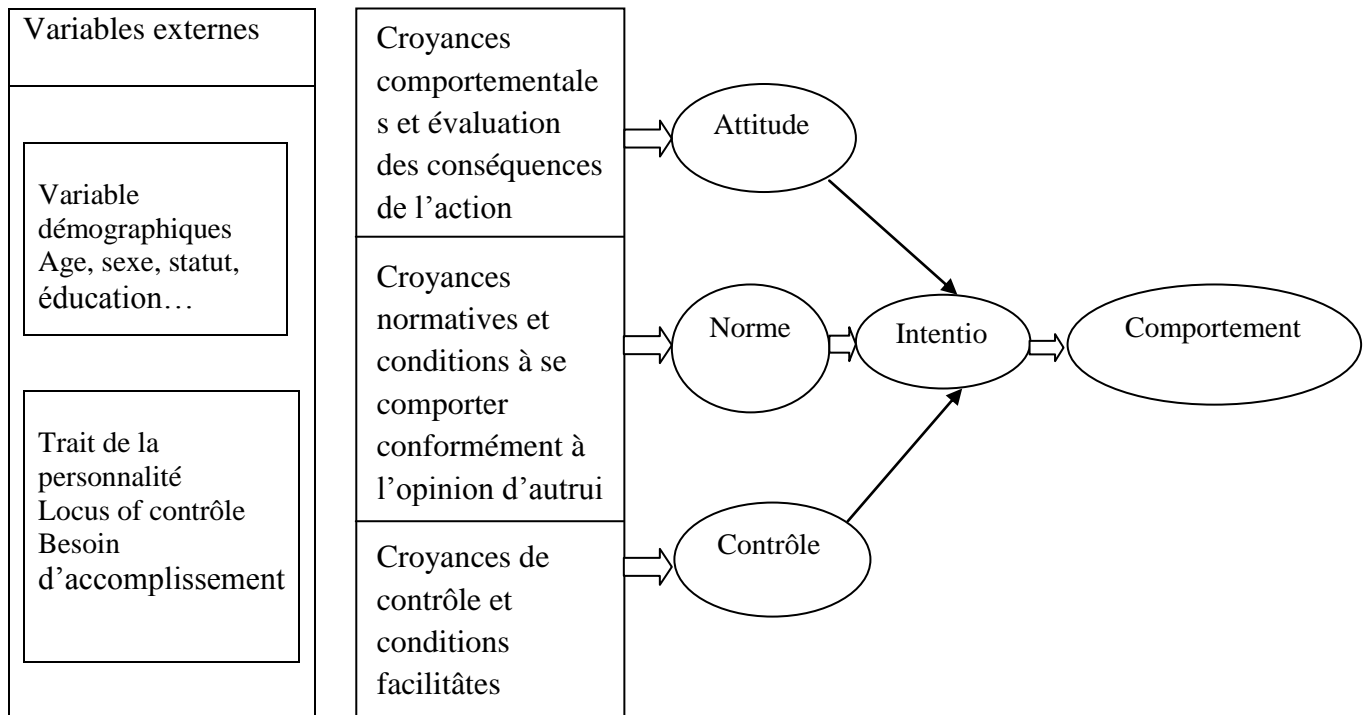 Variables externes
Variable
démographiques
Age, sexe, statut,
éducation…
Trait de la
personnalité
Locus of contrôle
Besoin
d’accomplissement
Croyances
comportementale
s et évaluation
des conséquences
de l’action
Croyances
normatives et
conditions à se
comporter
conformément à
l’opinion d’autrui
Croyances de
contrôle et
conditions
facilitâtes
Attitude
Norme
Contrôle
Intentio
Comportement